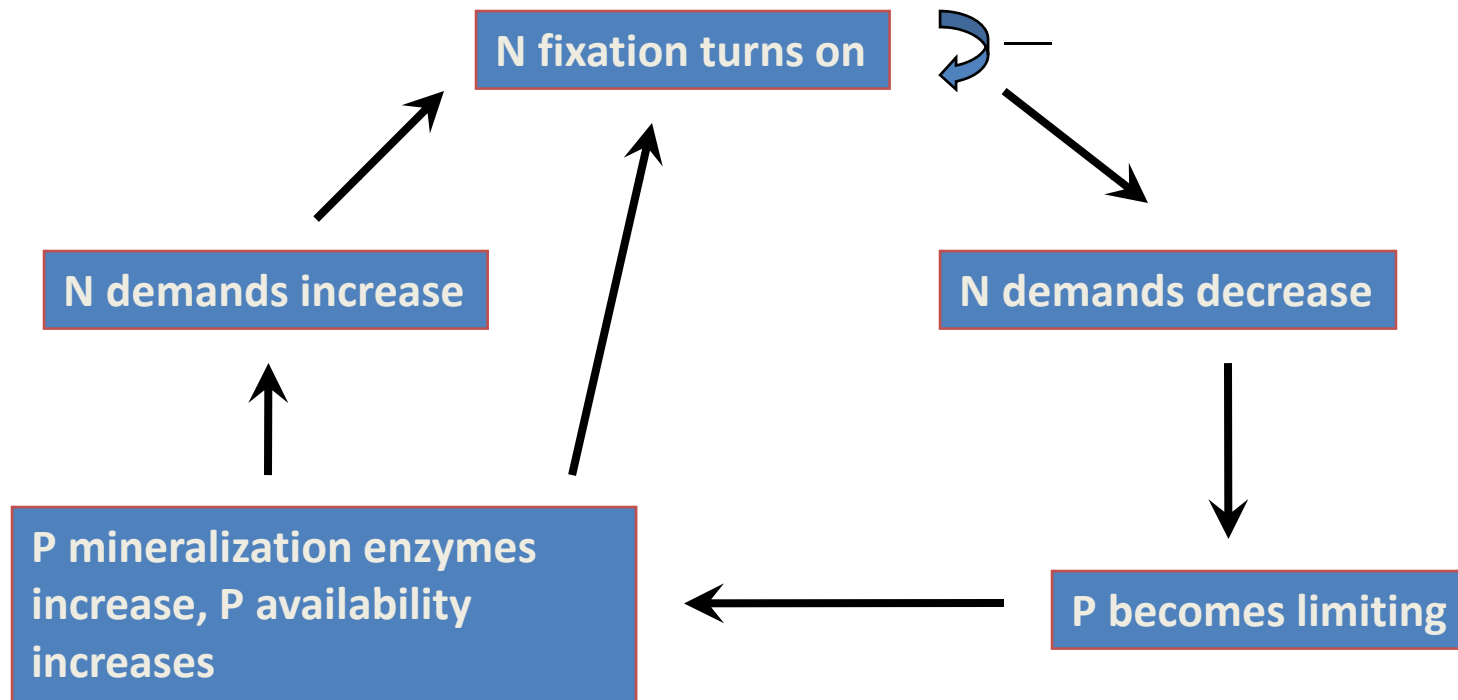 N fixation turns on
—
N demands increase
N demands decrease
P mineralization enzymes
increase, P availability
increases
P becomes limiting